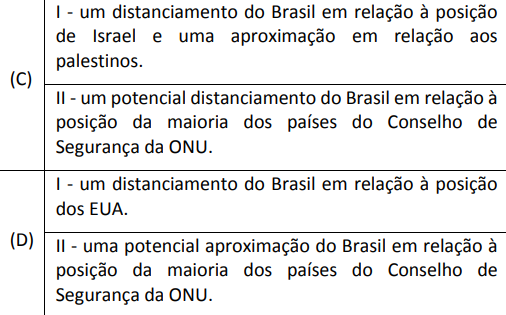 I - um distanciamento do Brasil em relação à posição
de Israel e uma aproximação em relação aos
palestinos.
(C)
II - um potencial distanciamento do Brasil em relação à
posição da maioria dos países do Conselho de
Segurança da ONU.
I - um distanciamento do Brasil em relação à posição
dos EUA.
(D)
II - uma potencial aproximação do Brasil em relação à
posição da maioria dos países do Conselho de
Segurança da ONU.